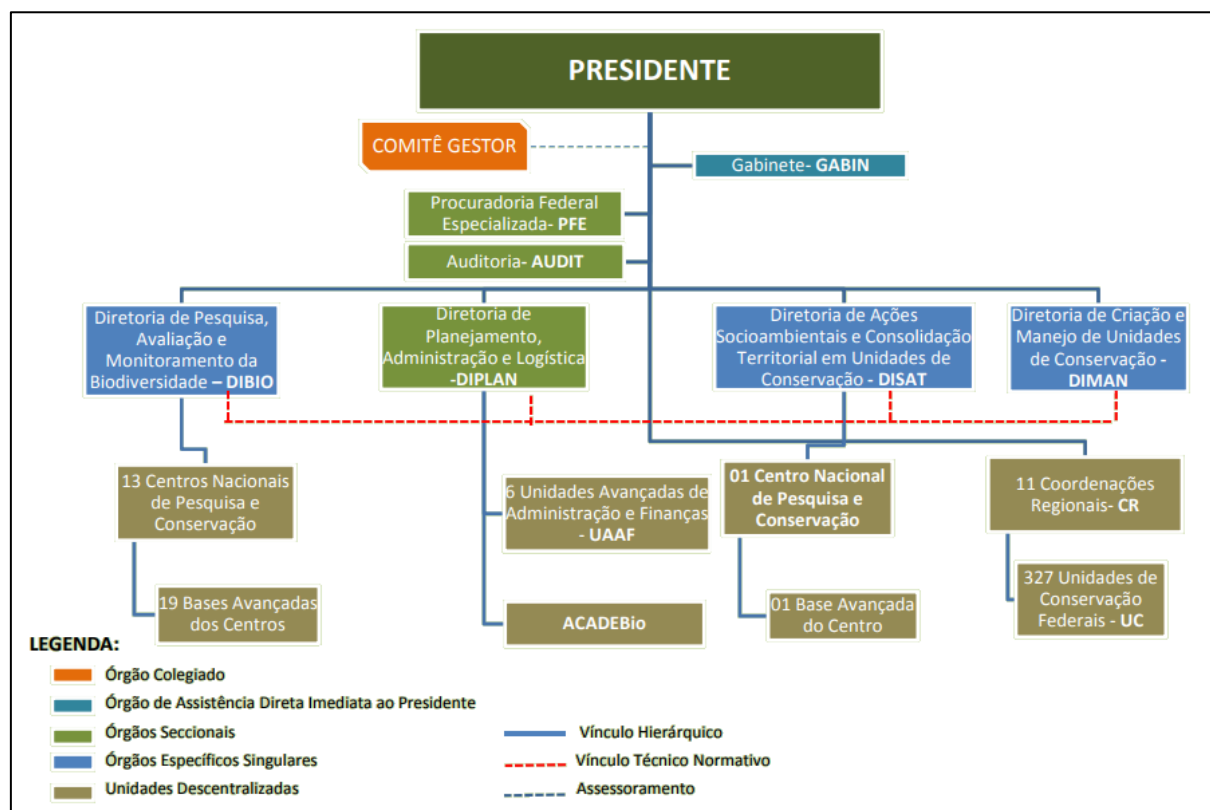 PRESIDENTE
COMITÊ GESTOR
Gabinete- GABIN
Procuradoria Federal
Especializada- PFE
Auditoria- AUDIT
Diretoria de Pesquisa,
Avaliação e
Monitoramento da
Biodiversidade – DIBIO
Diretoria de
Planejamento,
Administração e Logística
-DIPLAN
Diretoria de Ações
Socioambientais e Consolidação
Territorial em Unidades de
Conservação - DISAT
Diretoria de Criação e
Manejo de Unidades
de Conservação -
DIMAN
13 Centros Nacionais
de Pesquisa e
Conservação
6 Unidades Avançadas de
Administração e Finanças
- UAAF
01 Centro Nacional
de Pesquisa e
Conservação
11 Coordenações
Regionais- CR
19 Bases Avançadas
dos Centros
ACADEBio
01 Base Avançada
do Centro
327 Unidades de
Conservação
Federais - UC
LEGENDA:
Órgão Colegiado
Órgão de Assistência Direta Imediata ao Presidente
Órgãos Seccionais
Órgãos Específicos Singulares
Unidades Descentralizadas
Vínculo Hierárquico
Vínculo Técnico Normativo
Assessoramento